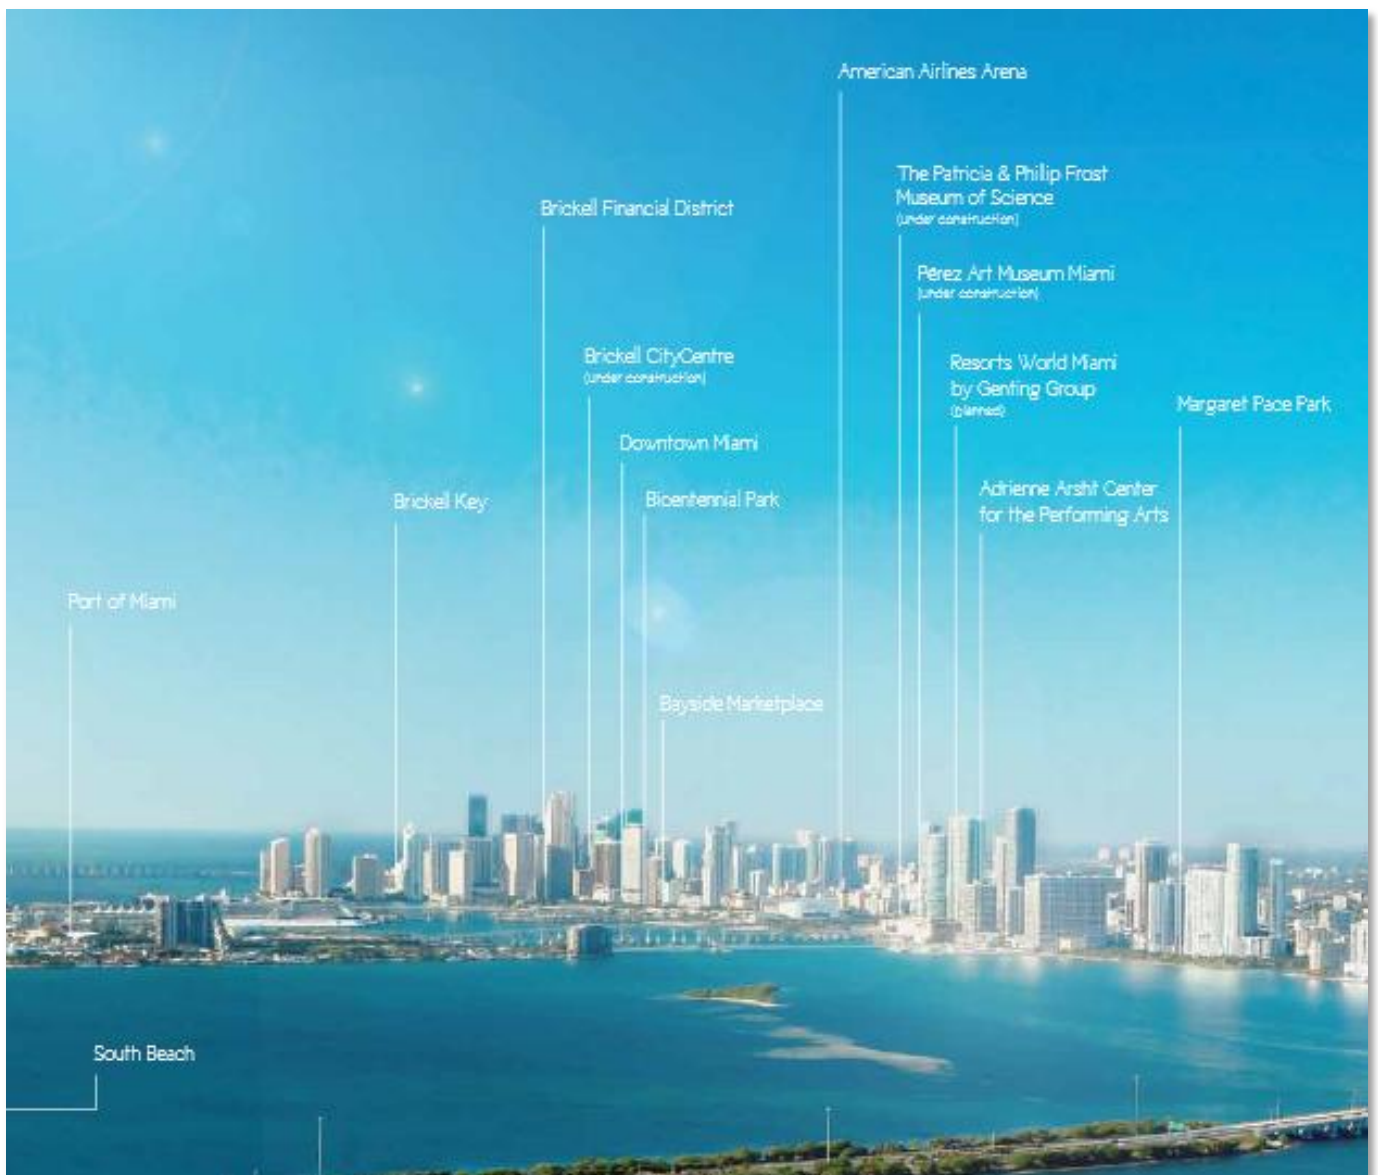 American Airlines Arena
The Patricia & Phillip Frost
Museum of Science
(under construction)
Brickell Financial District
Pérez Art Museum Miami
(under construction)
Brickell CityCentre
(under construction)
Resorts World Miami
by Genting Group
(planned)
Margaret Pace Park
Downtown Miami
Brickell Key
Bicentennial Park
Adrienne Arsht Center
for the Performing Arts
Port of Miami
Bayside Marketplace
South Beach